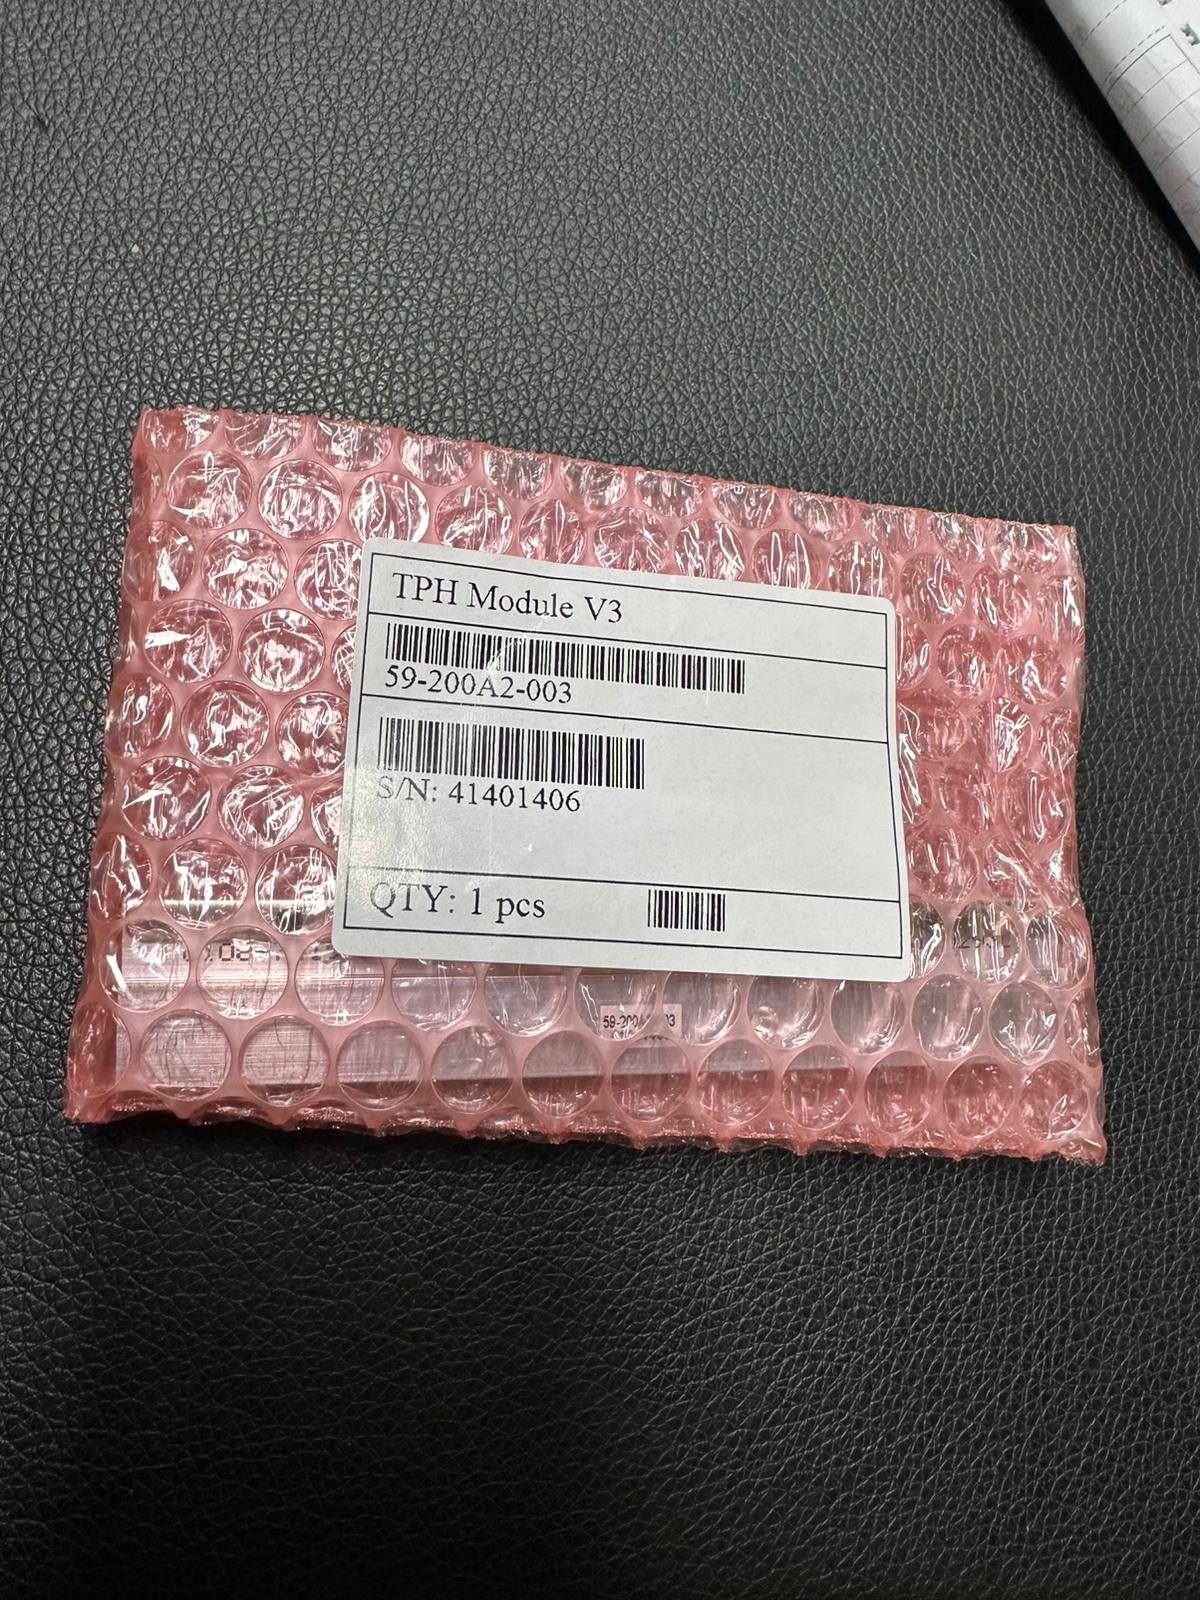 TPH Module V3
59-200A2-003
S/N: 41401406
QTY: 1 pcs